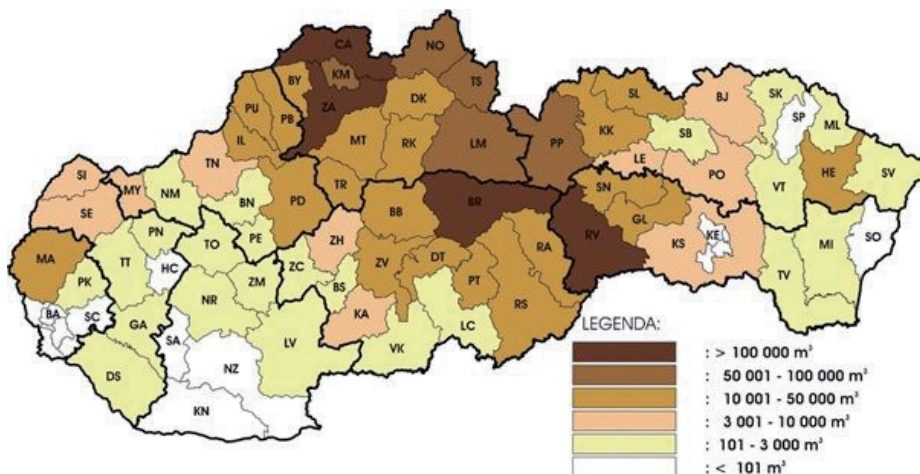 CA
NO
KM
BY
TS
ZA
DK
PU
PB
SL
BJ
SK
SP
IL
MT
RK
LM
PP
KK
SB
ML
TN
LE
PO
HE
SV
SI
MY
NM
TR
SN
VT
SE
BN
PD
BB
BR
GL
PN
PE
ZH
RV
KS
KE
MI
SO
MA
TT
HC
TO
ZC
ZV
DT
RA
PK
ZM
BS
PT
TV
BA
SC
NR
KA
RS
GA
SA
LV
LC
DS
NZ
VK
KN
LEGENDA:
: > 100 000 m³
: 50 001 - 100 000 m³
: 10 001 - 50 000 m³
: 3 001 - 10 000 m³
: 101 - 3 000 m³
: < 101 m³